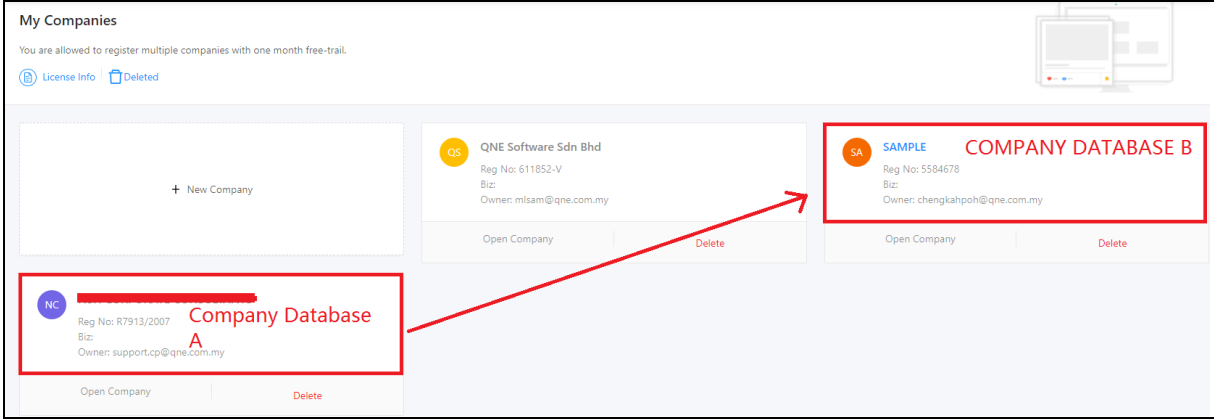 My Companies
You are allowed to register multiple companies with one month free-trail.
License Info
Deleted
+ New Company
QS
QNE Software Sdn Bhd
Reg No: 611852-V
Biz:
Owner: mlsam@qne.com.my
Open Company
Delete
SA
SAMPLE
COMPANY DATABASE B
Reg No: 5584678
Biz:
Owner: chengkahpoh@qne.com.my
Open Company
Delete
NC
Reg No: R7913/2007
Biz:
Owner: support.cp@qne.com.my
Company Database
A
Open Company
Delete